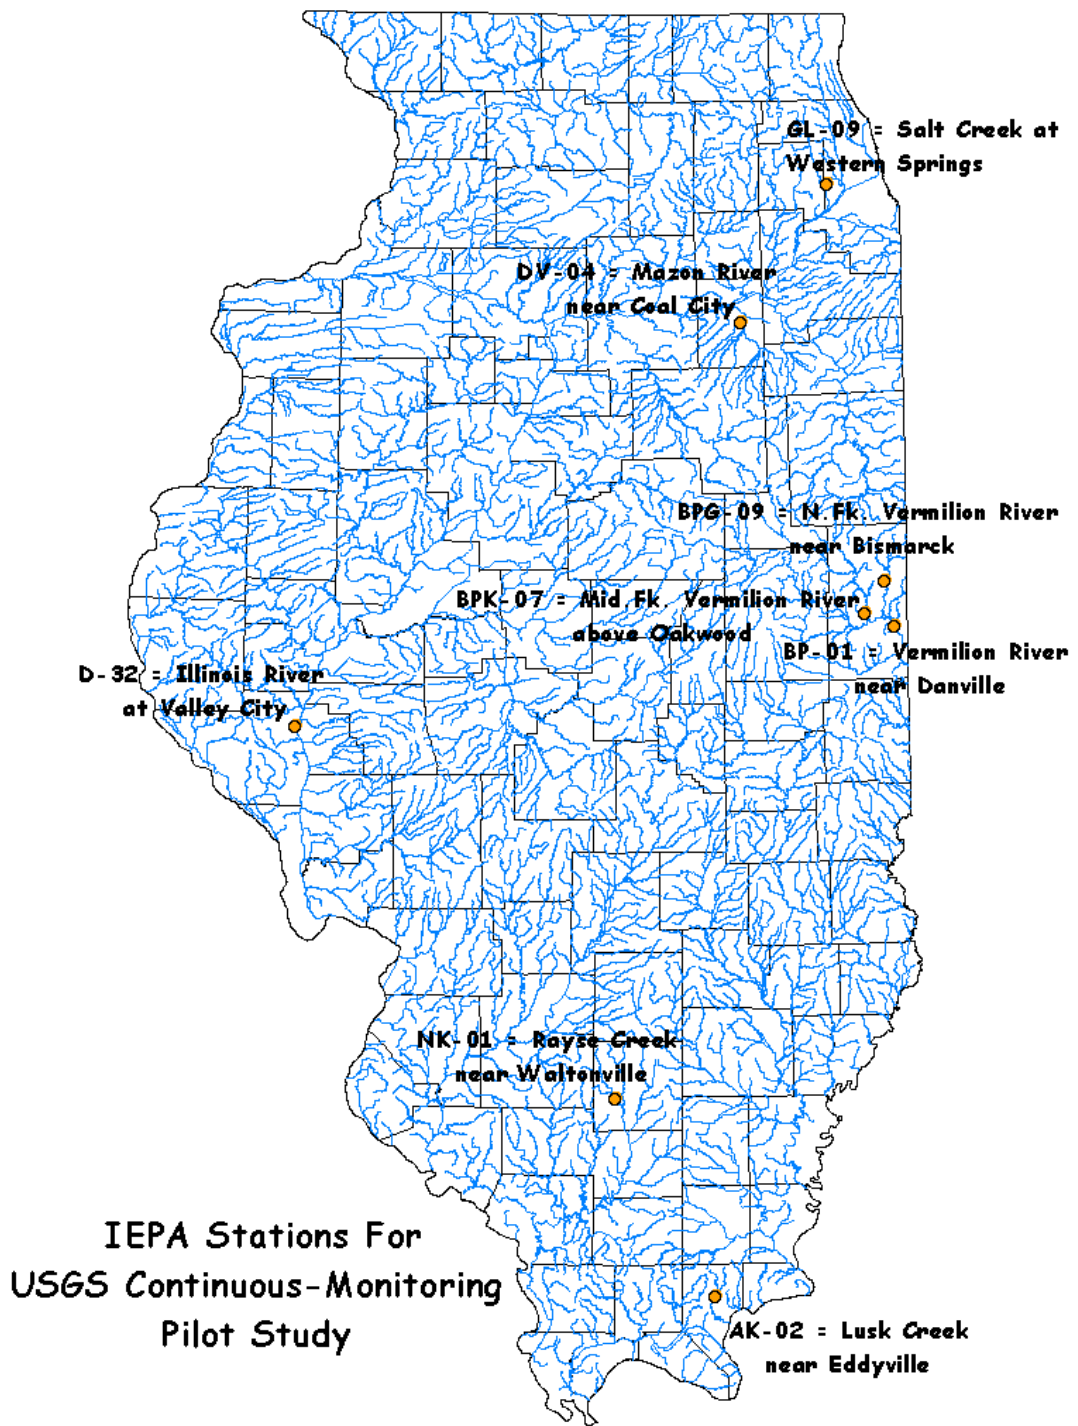 GL-09 = Salt Creek at
Western Springs
DV-04 = Mazon River
near Coal City
BPG-09 = N. Fk. Vermilion River
near Bismarck
BPK-07 = Mid. Fk. Vermilion River
above Oakwood
BP-01 = Vermilion River
near Danville
D-32 = Illinois River
at Valley City
NK-01 = Rayse Creek
near Waltonville
IEPA Stations For
USGS Continuous-Monitoring
Pilot Study
AK-02 = Lusk Creek
near Eddyville